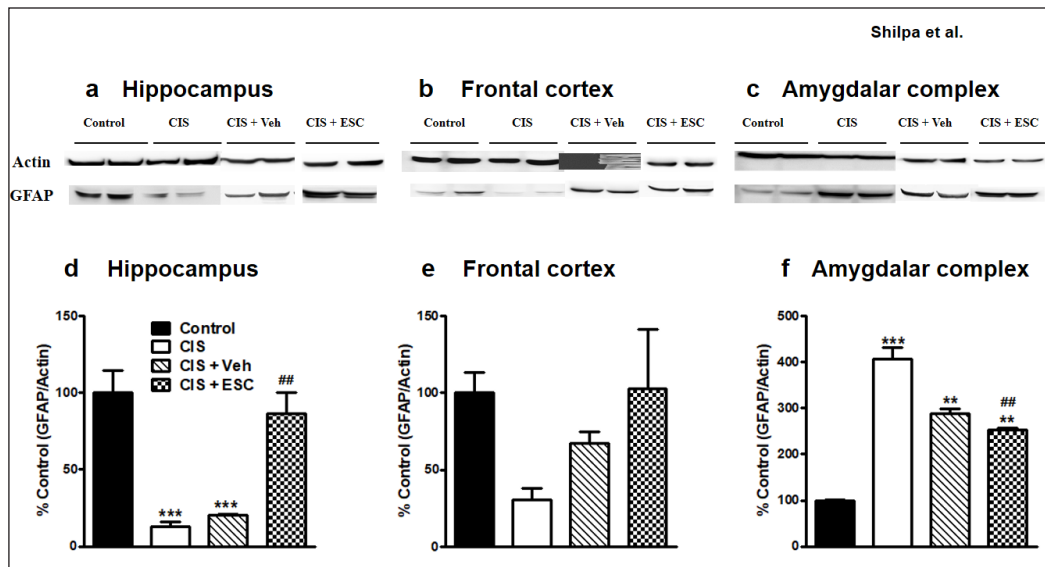 Shilpa et al.
a Hippocampus
b Frontal cortex
c Amygdalar complex
Control CIS CIS + Veh CIS + ESC
Control CIS CIS + Veh CIS + ESC
Control CIS CIS + Veh CIS + ESC
Actin
GFAP
d Hippocampus
e Frontal cortex
f Amygdalar complex
% Control (GFAP/Actin)
150
100
50
0
Control
CIS
CIS + Veh
CIS + ESC
***
***
##
% Control (GFAP/Actin)
150
100
50
0
% Control (GFAP/Actin)
500
400
300
200
100
0
***
**
##
**